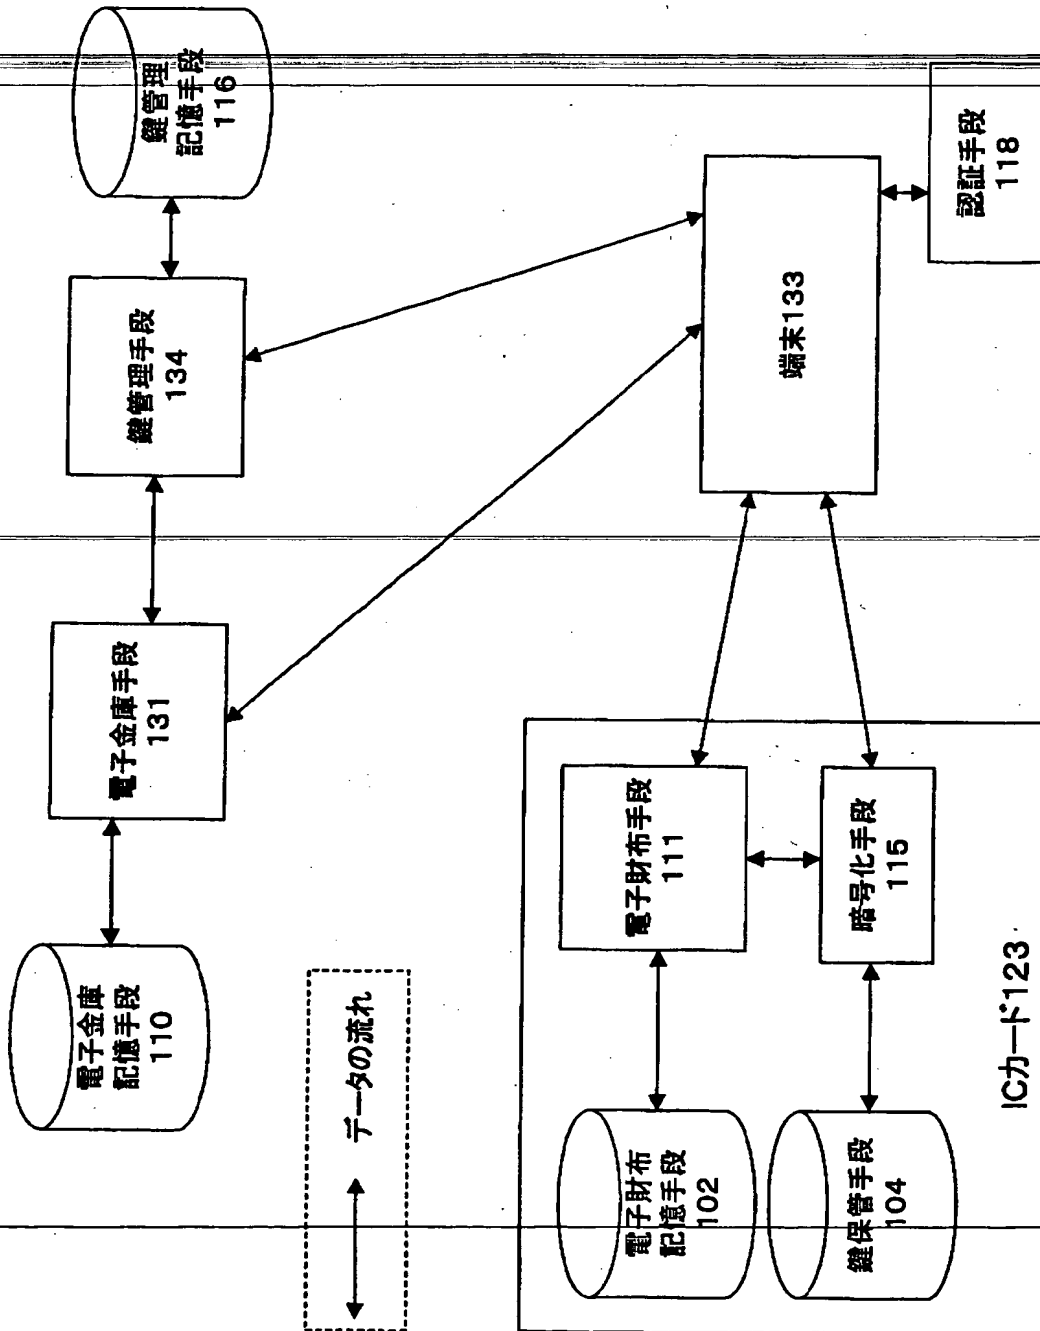 電子金庫
記憶手段
110
電子金庫手段
131
鍵管理手段
134
鍵管理
記憶手段
116
データの流れ
電子財布
記憶手段
102
電子財布手段
111
鍵保管手段
104
暗号化手段
115
ICカード123
端末133
認証手段
118